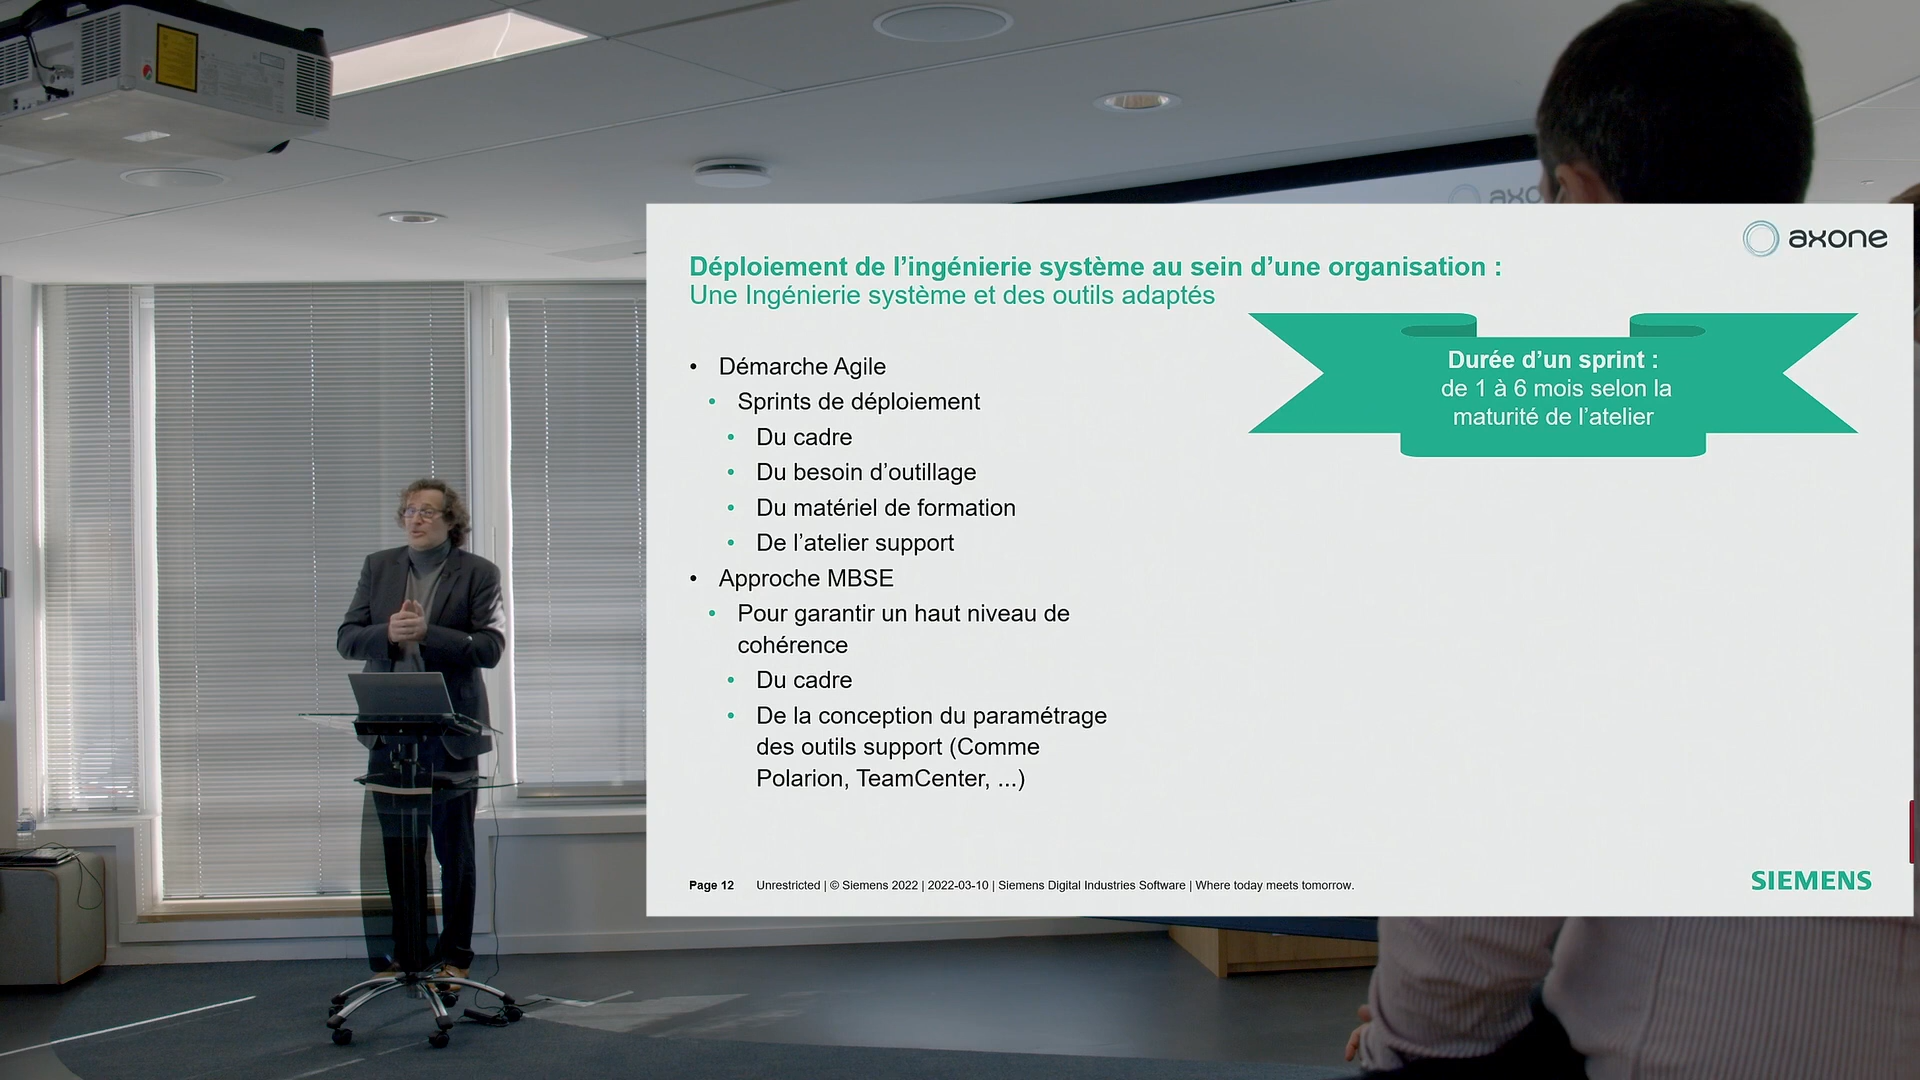 axo
axone
Déploiement de l’ingénierie système au sein d’une organisation :
Une Ingénierie système et des outils adaptés
Durée d’un sprint :
de 1 à 6 mois selon la
maturité de l’atelier
• Démarche Agile
• Sprints de déploiement
• Du cadre
• Du besoin d’outillage
• Du matériel de formation
• De l’atelier support
• Approche MBSE
• Pour garantir un haut niveau de
cohérence
• Du cadre
• De la conception du paramétrage
des outils support (Comme
Polarion, TeamCenter, ...)
Page 12 Unrestricted | © Siemens 2022 | 2022-03-10 | Siemens Digital Industries Software | Where today meets tomorrow.
SIEMENS